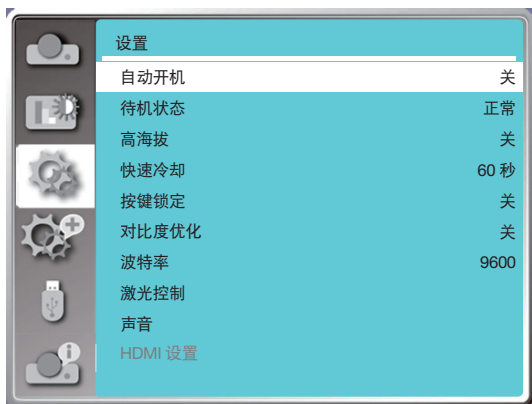 设置
自动开机 关
待机状态 正常
高海拔 关
快速冷却 60 秒
按键锁定 关
对比度优化 关
波特率 9600
激光控制
声音
HDMI 设置